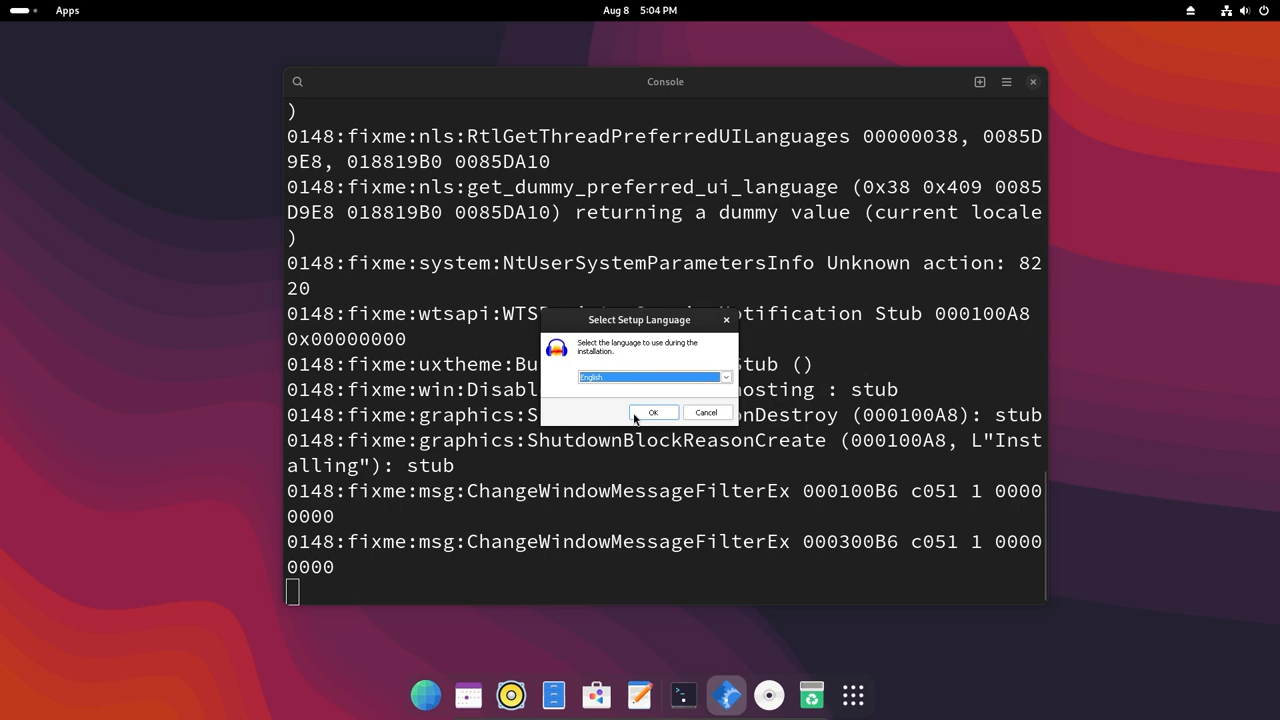 Apps
Aug 8 5:04 PM
Console
)
0148:fixme:nls:RtlGetThreadPreferredUILanguages 00000038, 0085D
9E8, 018819B0 0085DA10
0148:fixme:nls:get_dummy_preferred_ui_language (0x38 0x409 0085
D9E8 018819B0 0085DA10) returning a dummy value (current locale
)
0148:fixme:system:NtUserSystemParametersInfo Unknown action: 82
20
0148:fixme:wtsapi:WTS otification Stub 000100A8
0x00000000
0148:fixme:uxtheme:Bu Stub ()
0148:fixme:win:Disabl hosting : stub
0148:fixme:graphics:S onDestroy (000100A8): stub
0148:fixme:graphics:ShutdownBlockReasonCreate (000100A8, L"Inst
alling"): stub
0148:fixme:msg:ChangeWindowMessageFilterEx 000100B6 c051 1 0000
0000
0148:fixme:msg:ChangeWindowMessageFilterEx 000300B6 c051 1 0000
0000
Select Setup Language
Select the language to use during the
installation.
English
OK
Cancel